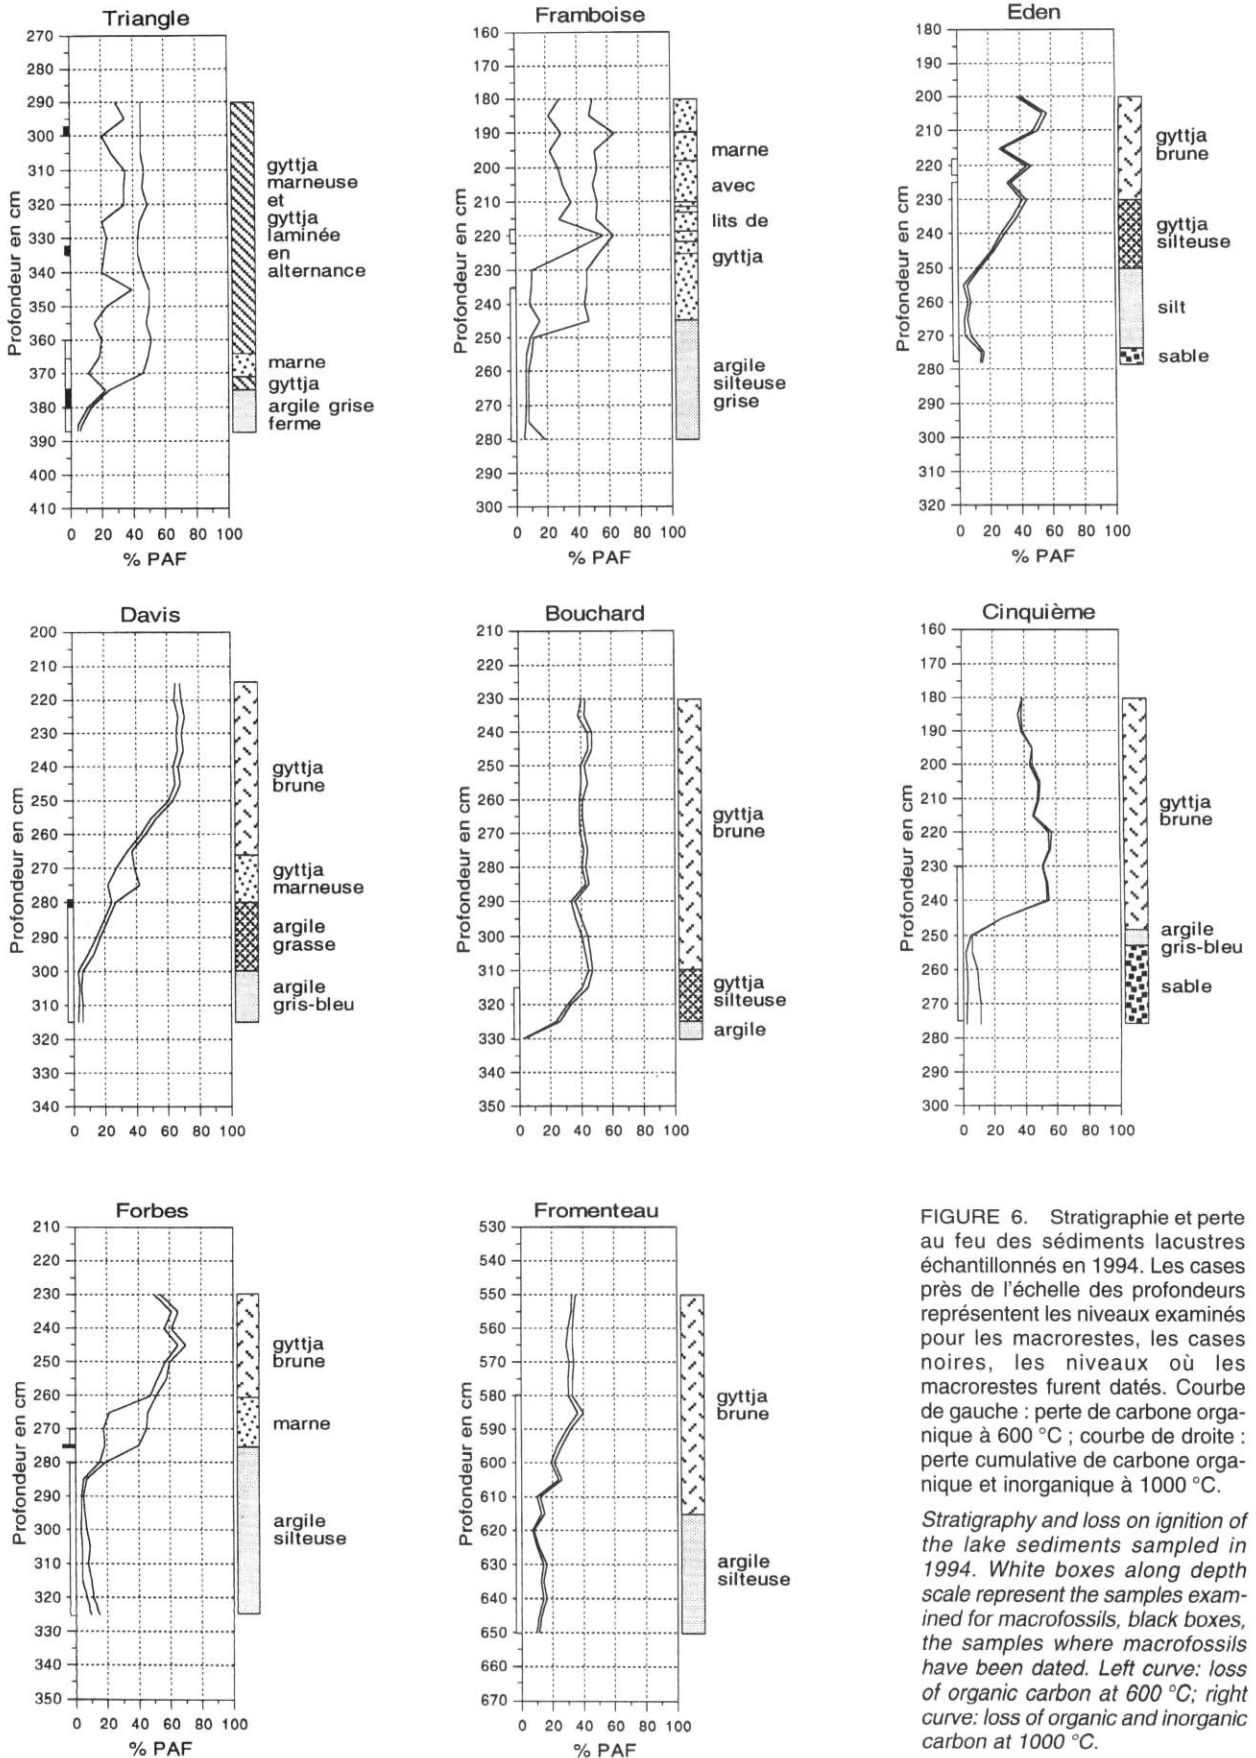 Triangle
270
280
290
300
310
320
330
340
350
360
370
380
390
400
410
Profondeur en cm
0 20 40 60 80 100
% PAF
gyttja
marneuse
et
gyttja
laminée
en
alternance
marne
gyttja
argile grise
ferme
Framboise
160
170
180
190
200
210
220
230
240
250
260
270
280
300
Profondeur en cm
0 20 40 60 80 100
% PAF
marne
avec
lits de
gyttja
argile
silteuse
grise
Eden
180
190
200
210
220
230
240
250
260
270
280
290
300
310
320
Profondeur en cm
0 20 40 60 80 100
% PAF
gyttja
brune
gyttja
silteuse
silt
sable
Davis
200
210
220
230
240
250
260
270
280
290
300
310
320
330
340
Profondeur en cm
0 20 40 60 80 100
gyttja
brune
gyttja
marneuse
argile
grasse
argile
gris-bleu
Bouchard
210
220
230
240
250
260
270
280
290
300
310
320
330
340
350
Profondeur en cm
0 20 40 60 80 100
gyttja
brune
gyttja
silteuse
argile
Cinquième
160
170
180
190
200
210
220
230
240
250
260
270
280
290
300
Profondeur en cm
0 20 40 60 80 100
gyttja
brune
argile
gris-bleu
sable
Forbes
210
220
230
240
250
260
270
280
290
300
310
320
330
340
350
Profondeur en cm
0 20 40 60 80 100
% PAF
gyttja
brune
marne
argile
silteuse
Fromenteau
530
540
550
560
570
580
590
600
610
620
630
640
650
660
670
Profondeur en cm
0 20 40 60 80 100
% PAF
gyttja
brune
argile
silteuse
FIGURE 6. Stratigraphie et perte
au feu des sédiments lacustres
échantillonnés en 1994. Les cases
près de l'échelle des profondeurs
représentent les niveaux examinés
pour les macrorestes, les cases
noires, les niveaux où les
macrorestes furent datés. Courbe
de gauche : perte de carbone orga-
nique à 600 °C ; courbe de droite :
perte cumulative de carbone orga-
nique et inorganique à 1000 °C.
Stratigraphy and loss on ignition of
the lake sediments sampled in
1994. White boxes along depth
scale represent the samples exam-
ined for macrofossils, black boxes,
the samples where macrofossils
have been dated. Left curve: loss
of organic carbon at 600 °C; right
curve: loss of organic and inorganic
carbon at 1000 °C.